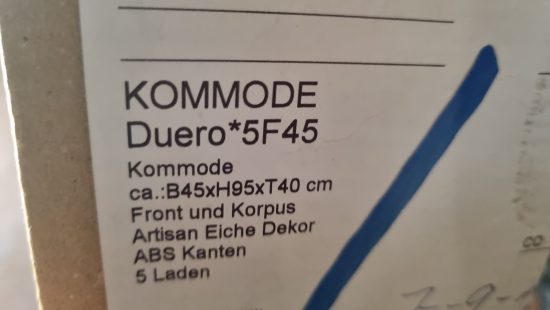 KOMMODE
Duero*5F45
Kommode
ca.:B45xH95xT40 cm
Front und Korpus
Artisan Eiche Dekor
ABS Kanten
5 Laden